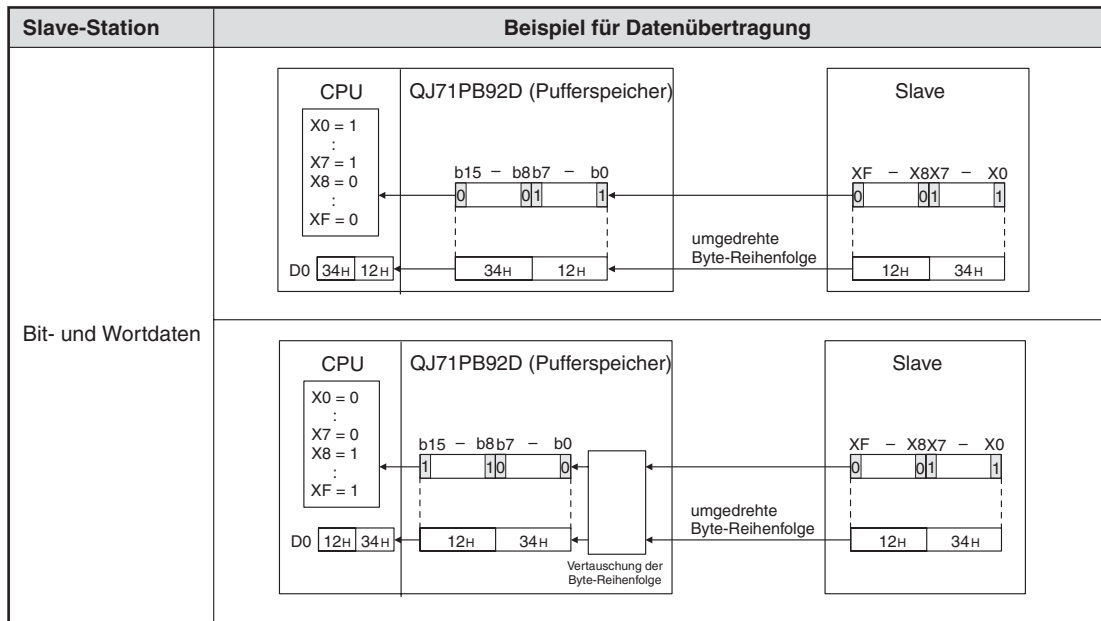 Slave-Station Beispiel für Datenübertragung
Bit- und Wortdaten
CPU QJ71PB92D (Pufferspeicher) Slave
X0 = 1
:
X7 = 1
X8 = 0
:
XF = 0
b15 – b8 b7 – b0
0 0 1 1
XF – X8 X7 – X0
0 0 1 1
umgedrehte
Byte-Reihenfolge
D0 34H 12H
34H 12H
12H 34H
CPU QJ71PB92D (Pufferspeicher) Slave
X0 = 0
:
X7 = 0
X8 = 1
:
XF = 1
b15 – b8 b7 – b0
1 1 0 0
XF – X8 X7 – X0
0 0 1 1
umgedrehte
Byte-Reihenfolge
D0 12H 34H
12H 34H
12H 34H
Vertauschung der
Byte-Reihenfolge